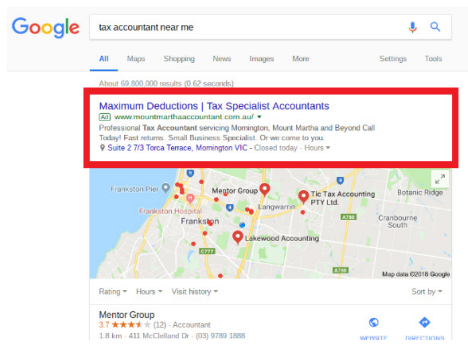 Google
tax accountant near me
All Maps Shopping News Images More Settings Tools
About 69,800,000 results (0.62 seconds)
Maximum Deductions | Tax Specialist Accountants
Ad www.mountmarthaaccountant.com.au/
Professional Tax Accountant servicing Mornington, Mount Martha and Beyond Call
Today! Fast returns. Small Business Specialist. Or we come to you.
Suite 2 7/3 Torca Terrace, Mornington VIC - Closed today · Hours
Frankston Pier
Mentor Group
Tic Tax Accounting
PTY Ltd.
Botanic Ridge
Frankston Hospital
Langwarrin
Frankston
A780
Cranbourne
South
Lakewood Accounting
C777
A780
Map data ©2016 Google
Rating Hours Visit history Sort by
Mentor Group
3.7 (12) · Accountant
1.8 km · 411 McClelland Dr · (03) 9789 1888
WEBSITE DIRECTIONS